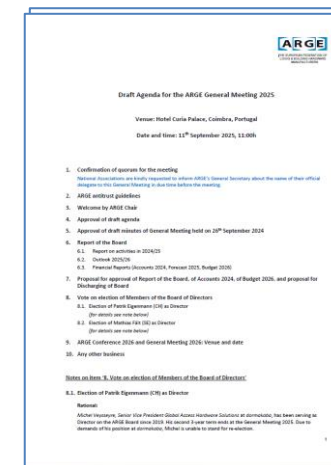 ARGE
Draft Agenda for the ARGE General Meeting 2025
Venue: Hotel Curia Palace, Coimbra, Portugal
Date and time: 11th September 2025, 11:00h
1. Confirmation of quorum for the meeting
National Associations are kindly requested to inform ARGE's General Secretary about the name of their official
delegate to this General Meeting in due time before the meeting.
2. ARGE antitrust guidelines
3. Welcome by ARGE Chair
4. Approval of draft agenda
5. Approval of draft minutes of General Meeting held on 26th September 2024
6. Report of the Board
6.1. Report on activities in 2024/25
6.2. Outlook 2025/26
6.3. Financial Reports (Accounts 2024, Forecast 2025, Budget 2026)
7. Proposal for approval of Report of the Board, of Accounts 2024, of Budget 2026, and proposal for
Discharging of Board
8. Vote on election of Members of the Board of Directors
8.1. Election of Patrik Eigenmann (CH) as Director
(for details see note below)
8.2. Election of Mattias Fält (SE) as Director
(for details see note below)
9. ARGE Conference 2026 and General Meeting 2026: Venue and date
10. Any other business
Notes on item '8. Vote on election of Members of the Board of Directors'
8.1. Election of Patrik Eigenmann (CH) as Director
Rational:
Michel Veysseyre, Senior Vice President Global Access Hardware Solutions at dormakaba, has been serving as
Director on the ARGE Board since 2019. His second 3-year term ends at the General Meeting 2025. Due to
demands of his position at dormakaba, Michel is unable to stand for re-election.
1